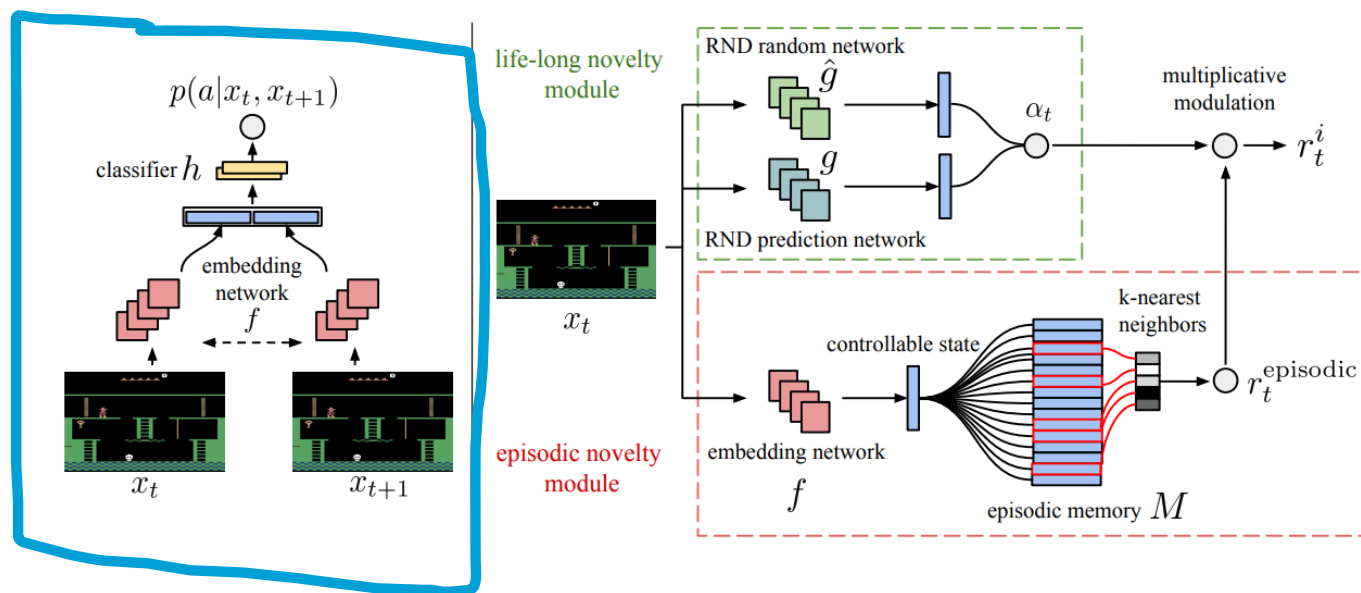 p(a|x_t, x_{t+1})
classifier h
embedding
network
f
x_t
x_{t+1}
life-long novelty
module
x_t
episodic novelty
module
RND random network
ĝ
g
RND prediction network
α_t
multiplicative
modulation
r_t^i
controllable state
k-nearest
neighbors
r_t^episodic
embedding network
f
episodic memory M